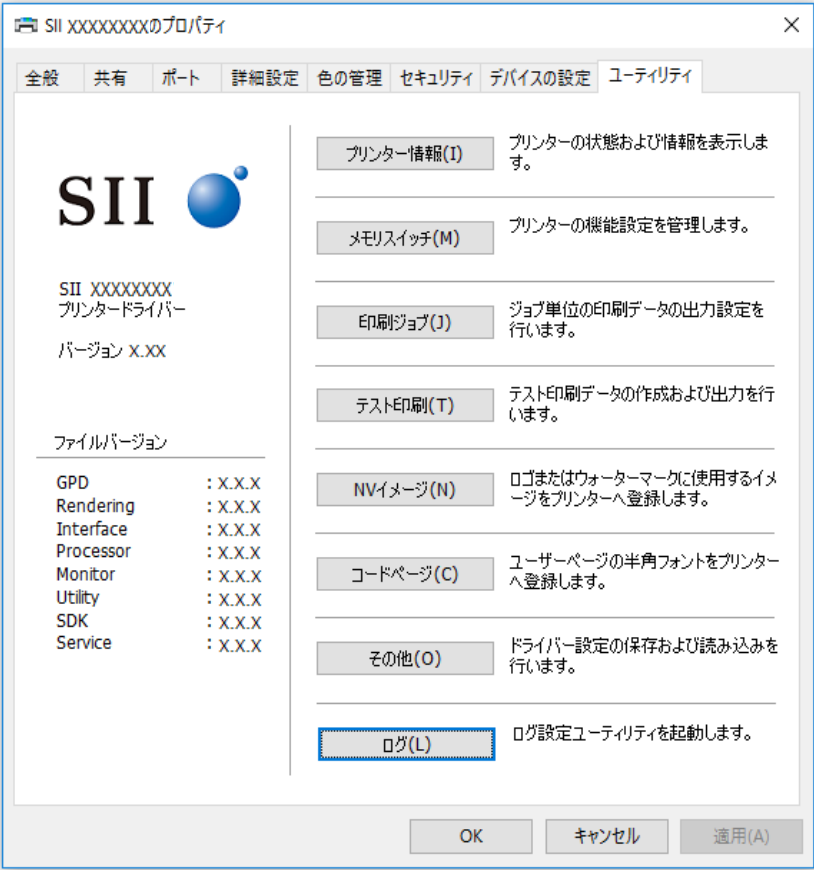 SII XXXXXXXXのプロパティ
全般 共有 ポート 詳細設定 色の管理 セキュリティ デバイスの設定 ユーティリティ
SII
SII XXXXXXXX
プリンタードライバー
バージョン X.XX
ファイルバージョン
GPD : X.X.X
Rendering : X.X.X
Interface : X.X.X
Processor : X.X.X
Monitor : X.X.X
Utility : X.X.X
SDK : X.X.X
Service : X.X.X
プリンター情報(I)
プリンターの状態および情報を表示しま
す。
メモリスイッチ(M)
プリンターの機能設定を管理します。
印刷ジョブ(J)
ジョブ単位の印刷データの出力設定を
行います。
テスト印刷(T)
テスト印刷データの作成および出力を行
います。
NVイメージ(N)
ロゴまたはウォーターマークに使用するイメ
ージをプリンターへ登録します。
コードページ(C)
ユーザーページの半角フォントをプリンター
へ登録します。
その他(O)
ドライバー設定の保存および読み込みを
行います。
ログ(L)
ログ設定ユーティリティを起動します。
OK キャンセル 適用(A)